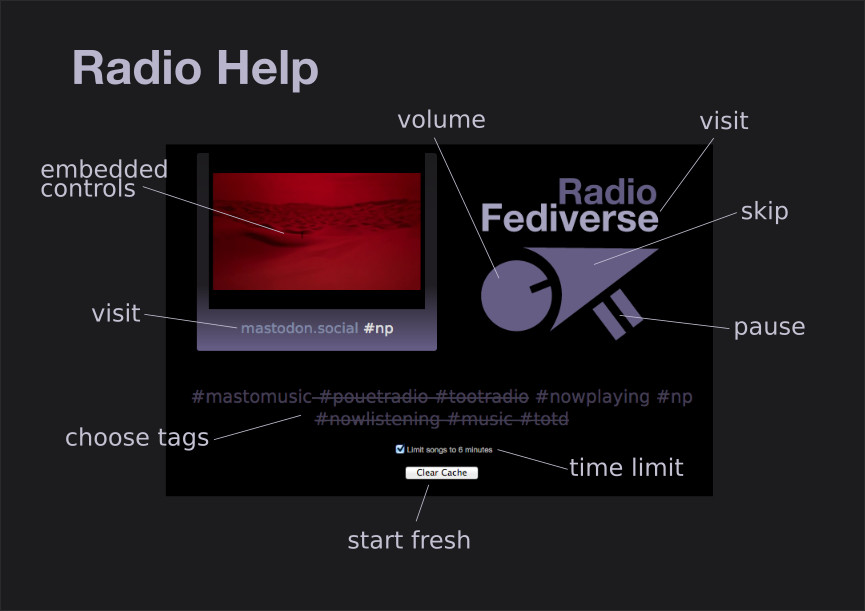 Radio Help
volume
visit
embedded
controls
Radio
Fediverse
skip
visit
mastodon.social #np
pause
#mastomusic #pouetradio #tootradio #nowplaying #np
#nowlistening #music #totd
choose tags
Limit songs to 6 minutes
time limit
Clear Cache
start fresh